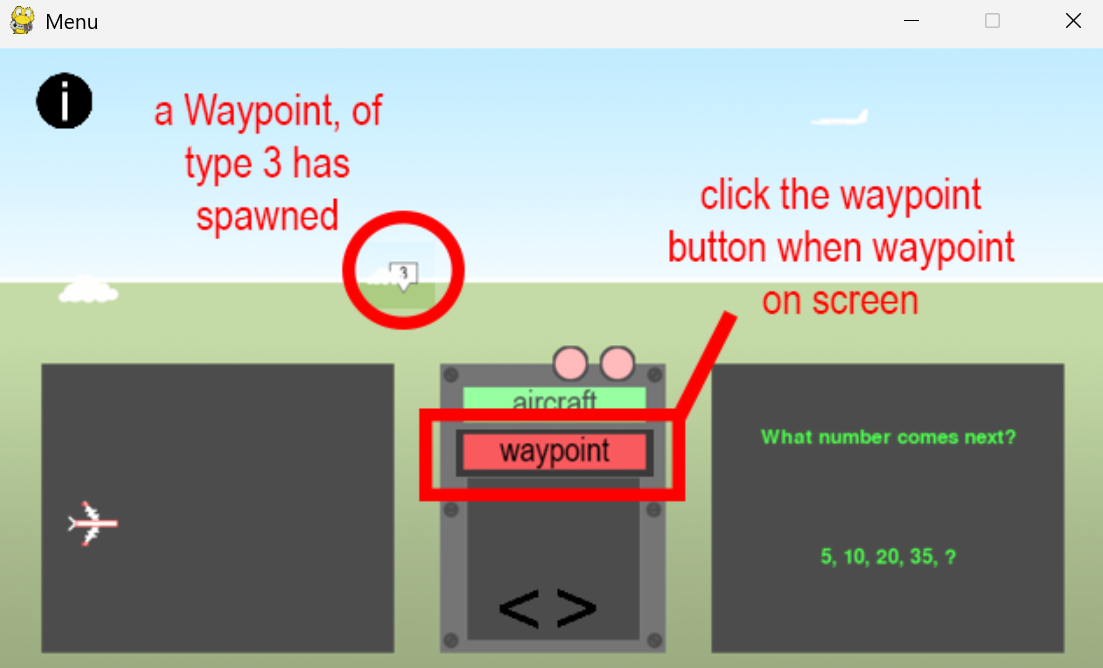 Menu
i
a Waypoint, of
type 3 has
spawned
click the waypoint
button when waypoint
on screen
3
aircraft
waypoint
What number comes next?
5, 10, 20, 35, ?
< >